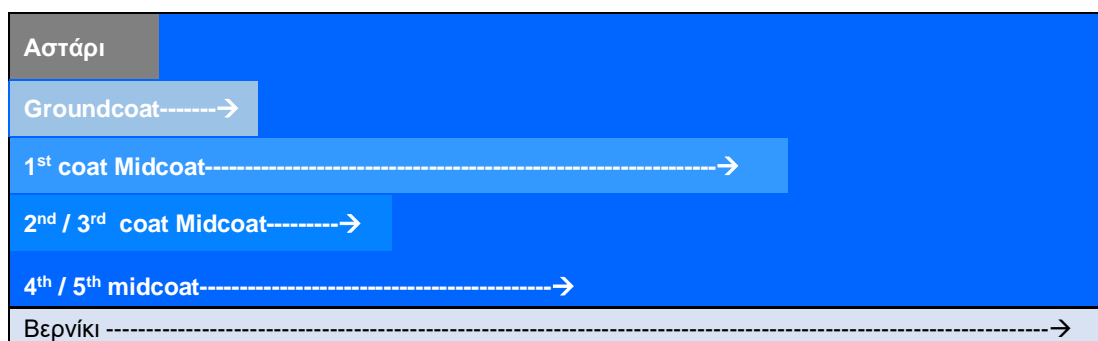 Αστάρι
Groundcoat-------→
1st coat Midcoat----------------------------------------------------------------→
2nd / 3rd  coat Midcoat---------→
4th / 5th midcoat--------------------------------------------→
Βερνίκι ----------------------------------------------------------------------------------------------------------------------→